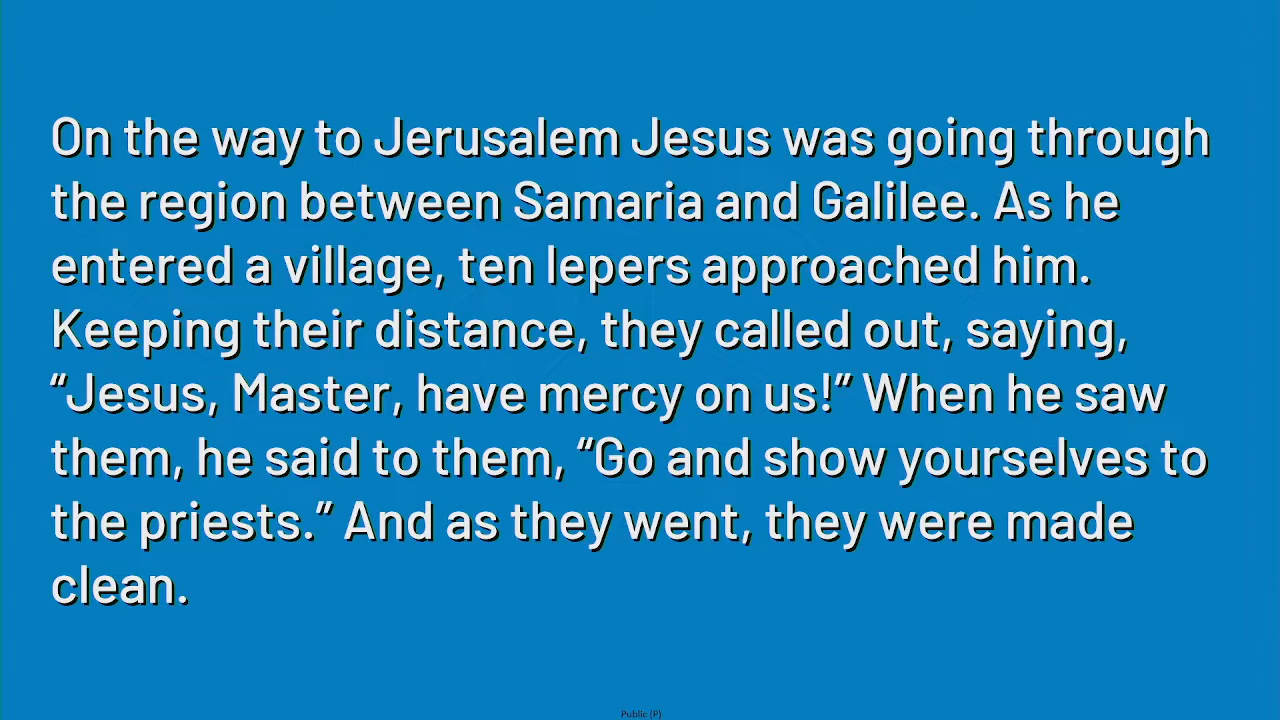 On the way to Jerusalem Jesus was going through
the region between Samaria and Galilee. As he
entered a village, ten lepers approached him.
Keeping their distance, they called out, saying,
“Jesus, Master, have mercy on us!” When he saw
them, he said to them, “Go and show yourselves to
the priests.” And as they went, they were made
clean.
Public (P)